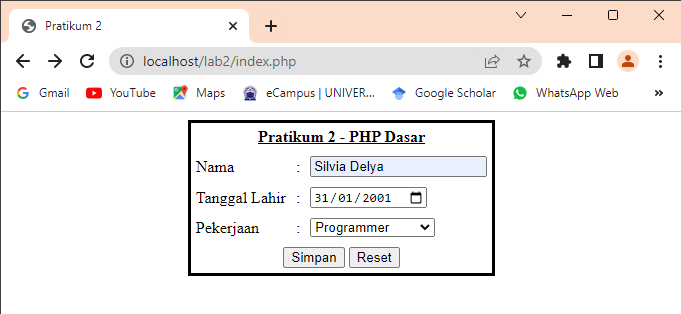 Pratikum 2
localhost/lab2/index.php
Gmail YouTube Maps eCampus | UNIVER... Google Scholar WhatsApp Web
Pratikum 2 - PHP Dasar
Nama : Silvia Delya
Tanggal Lahir : 31/01/2001
Pekerjaan : Programmer
Simpan Reset